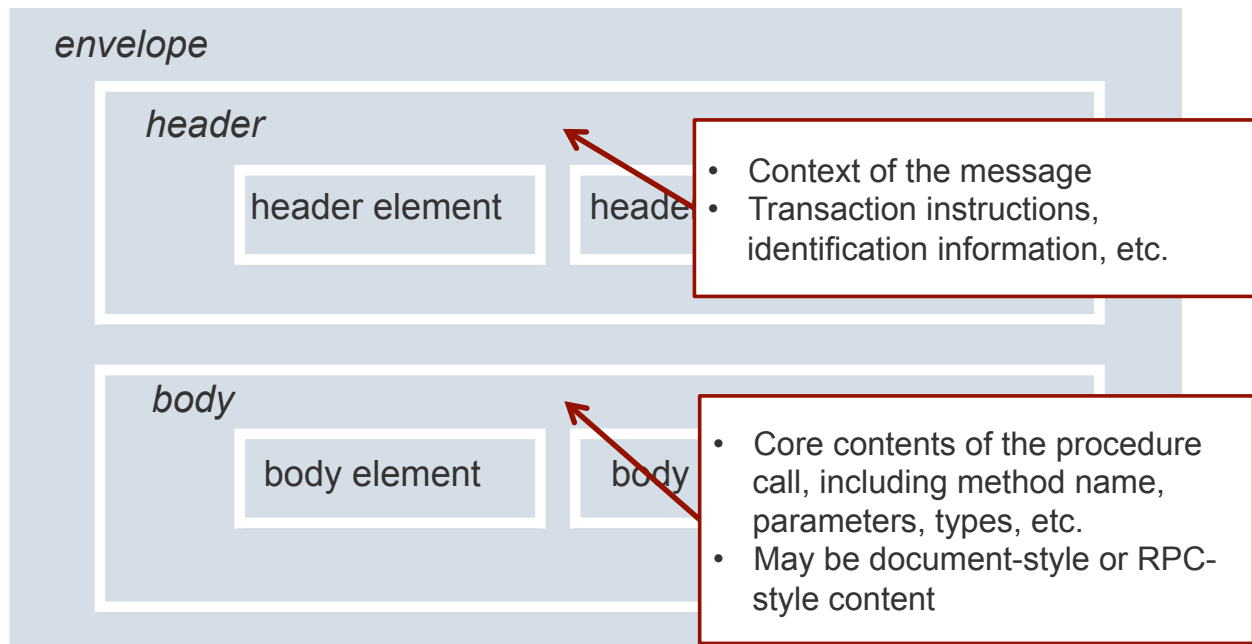 envelope
header
header element
heade
• Context of the message
• Transaction instructions,
identification information, etc.
body
body element
body
• Core contents of the procedure
call, including method name,
parameters, types, etc.
• May be document-style or RPC-
style content